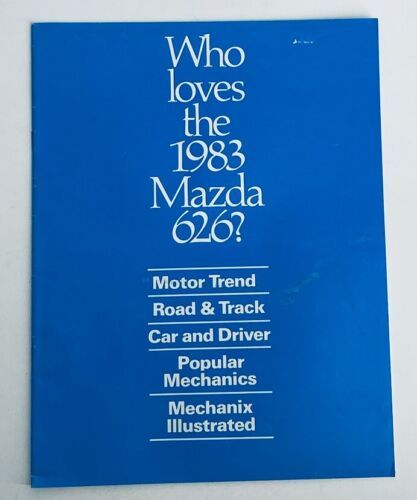 Who
loves
the
1983
Mazda
626?
Motor Trend
Road & Track
Car and Driver
Popular
Mechanics
Mechanix
Illustrated